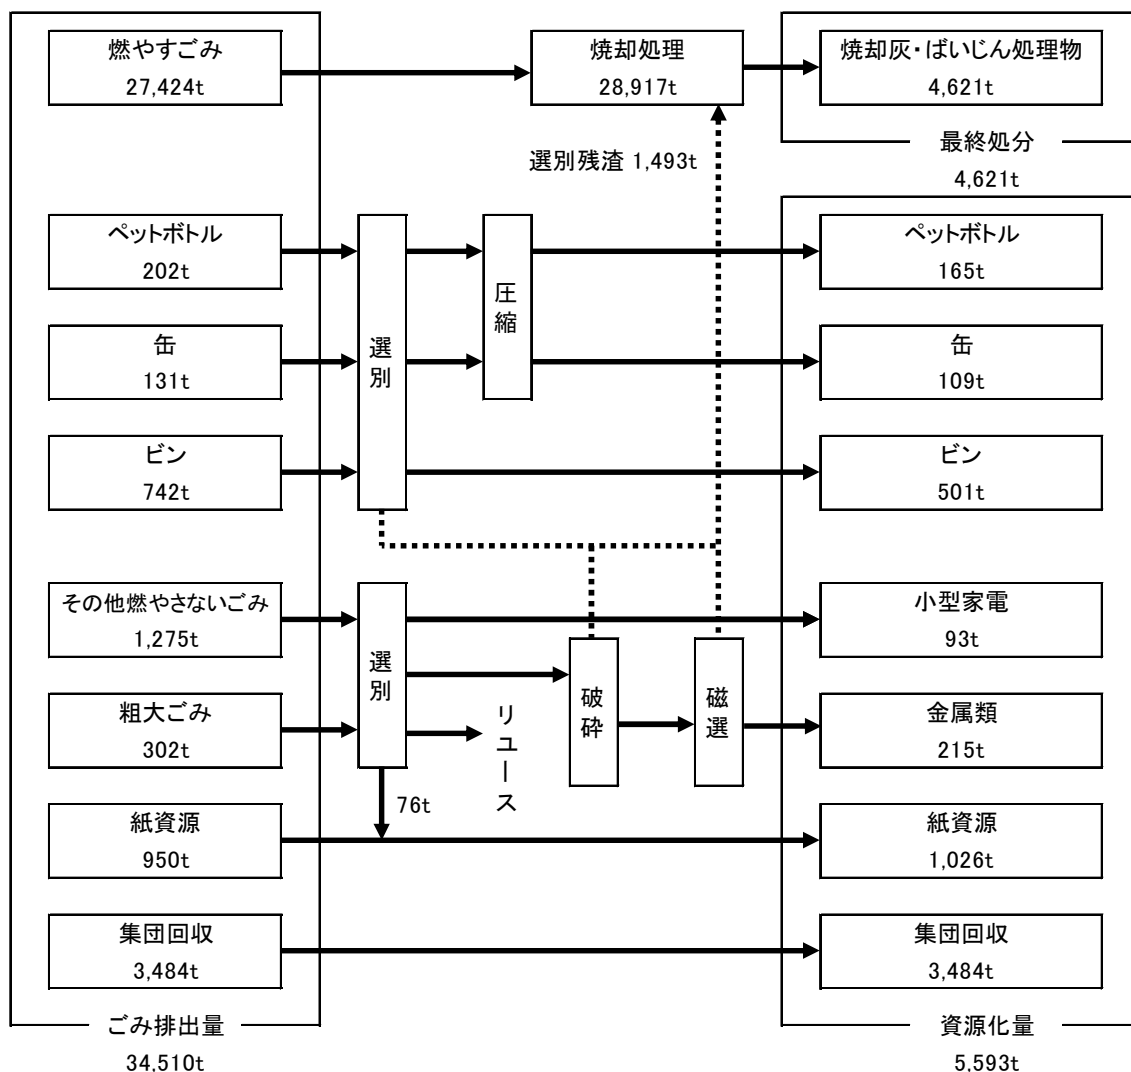 燃やすごみ
27,424t
焼却処理
28,917t
焼却灰・ばいじん処理物
4,621t
最終処分
4,621t
選別残渣 1,493t
ペットボトル
202t
選別
圧縮
ペットボトル
165t
缶
131t
缶
109t
ビン
742t
ビン
501t
その他燃やさないごみ
1,275t
選別
小型家電
93t
粗大ごみ
302t
リユース
破砕
磁選
金属類
215t
76t
紙資源
950t
紙資源
1,026t
集団回収
3,484t
集団回収
3,484t
ごみ排出量
34,510t
資源化量
5,593t